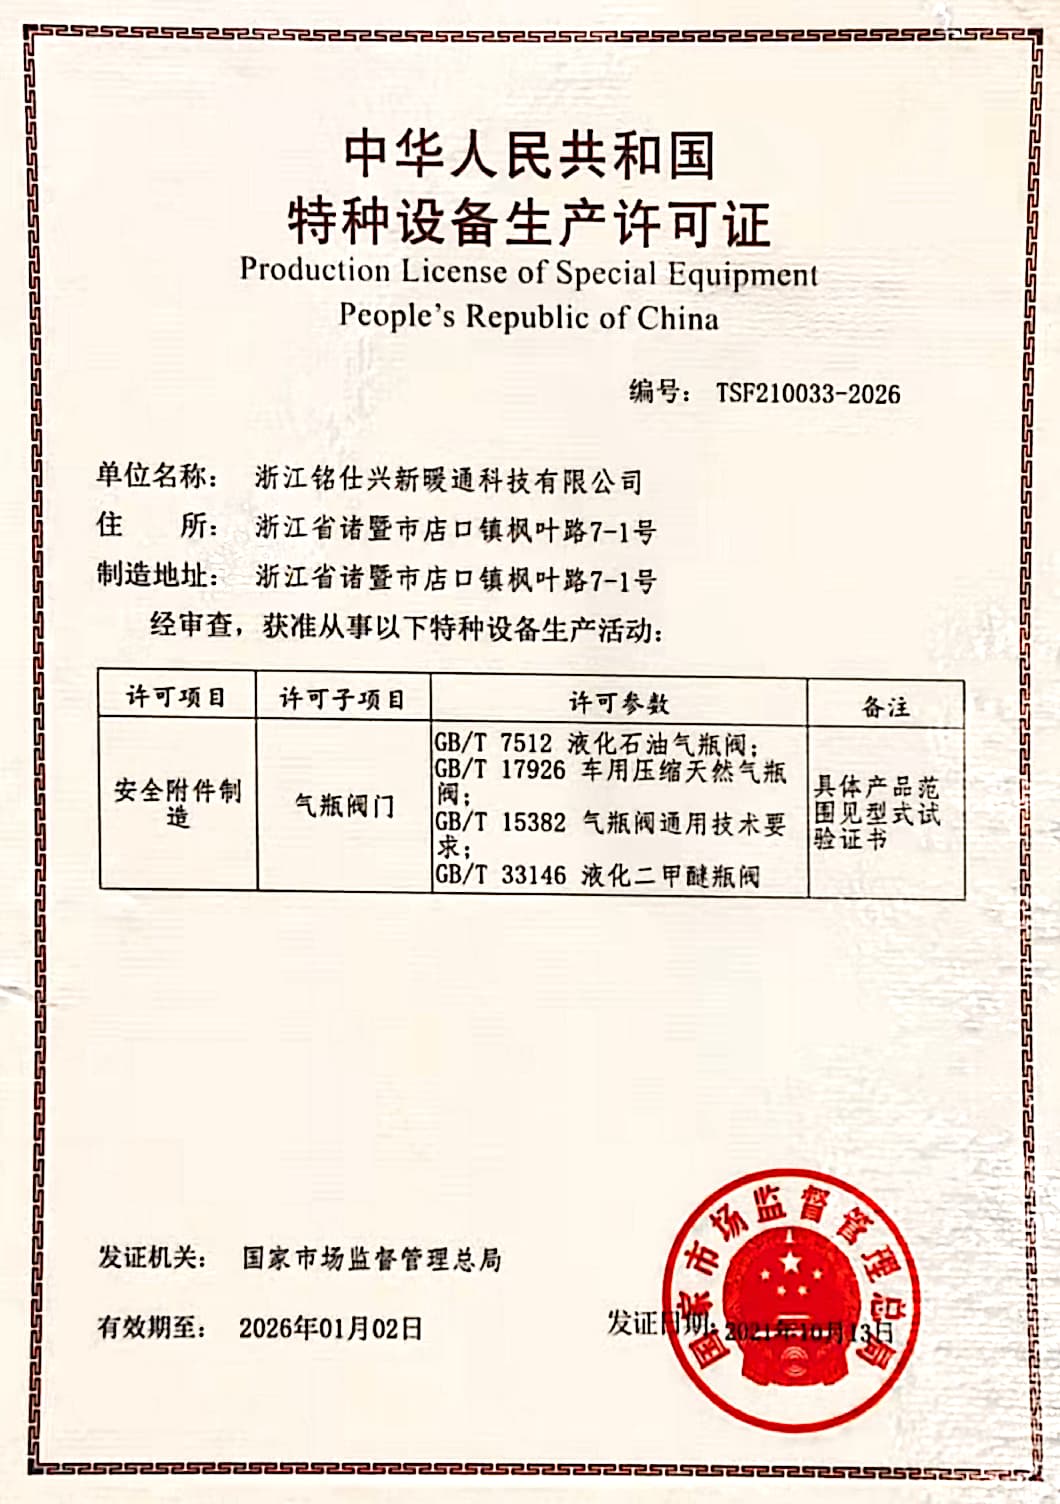 中华人民共和国
特种设备生产许可证
Production License of Special Equipment
People's Republic of China
编号： TSF210033-2026
单位名称： 浙江铭仕兴新暖通科技有限公司
住 所： 浙江省诸暨市店口镇枫叶路7-1号
制造地址： 浙江省诸暨市店口镇枫叶路7-1号
经审查，获准从事以下特种设备生产活动：
许可项目 许可子项目 许可参数 备注
安全附件制
造
气瓶阀门
GB/T 7512 液化石油气瓶阀；
GB/T 17926 车用压缩天然气瓶
阀；
GB/T 15382 气瓶阀通用技术要
求；
GB/T 33146 液化二甲醚瓶阀
具体产品范
围见型式试
验证书
发证机关： 国家市场监督管理总局
有效期至： 2026年01月02日
发证日期：2021年10月13日
国家市场监督管理总局